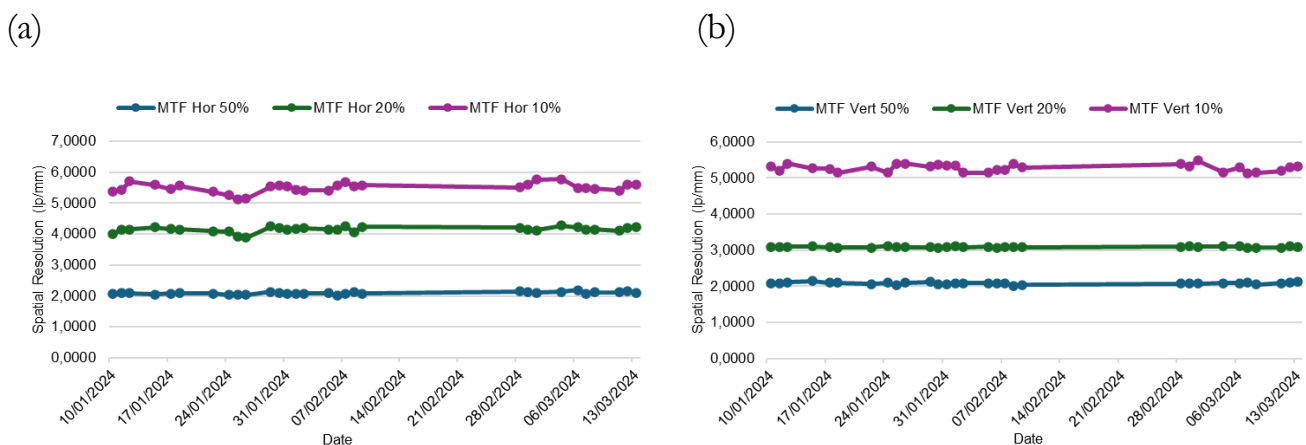 (a)
MTF Hor 50% MTF Hor 20% MTF Hor 10%
Spatial Resolution (lp/mm)
7,0000
6,0000
5,0000
4,0000
3,0000
2,0000
1,0000
0,0000
10/01/2024 17/01/2024 24/01/2024 31/01/2024 07/02/2024 14/02/2024 21/02/2024 28/02/2024 06/03/2024 13/03/2024
Date
(b)
MTF Vert 50% MTF Vert 20% MTF Vert 10%
Spatial Resolution (lp/mm)
6,0000
5,0000
4,0000
3,0000
2,0000
1,0000
0,0000
10/01/2024 17/01/2024 24/01/2024 31/01/2024 07/02/2024 14/02/2024 21/02/2024 28/02/2024 06/03/2024 13/03/2024
Date